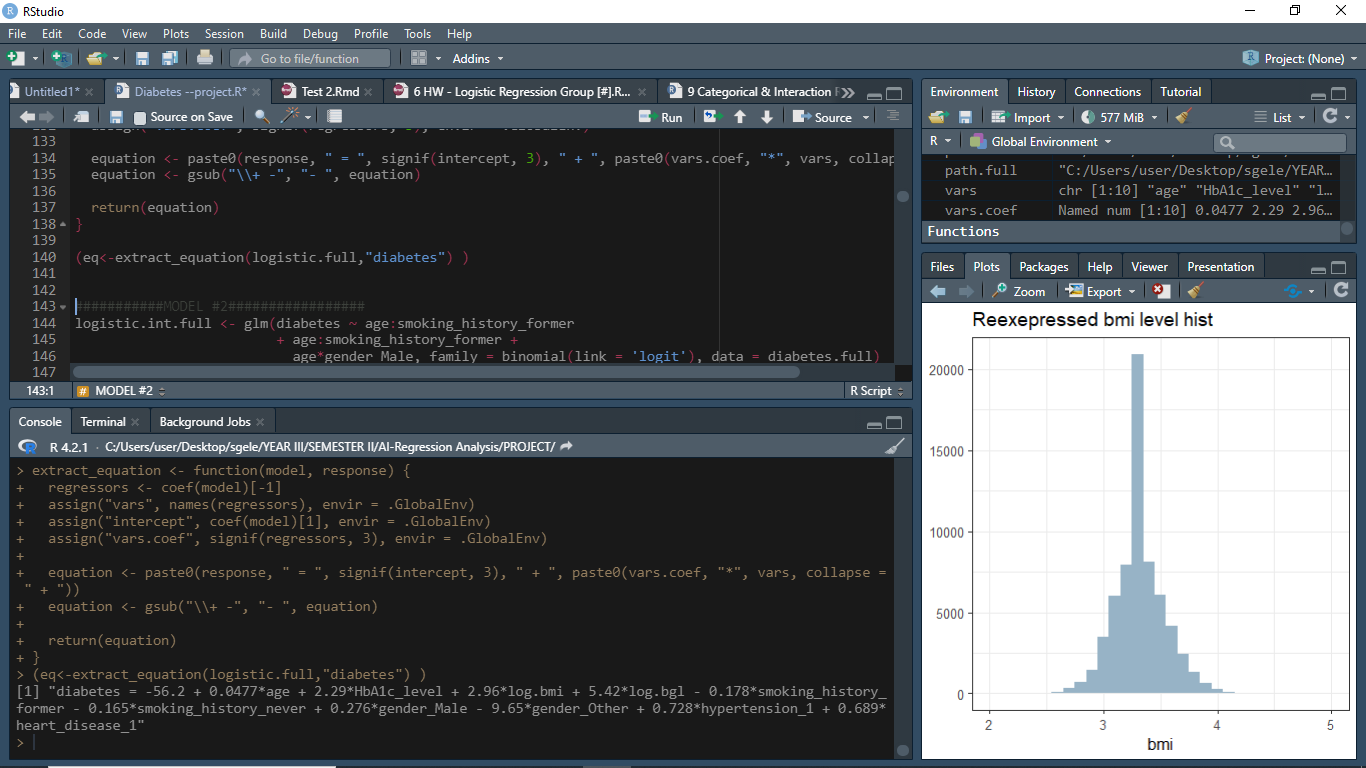 RStudio
File Edit Code View Plots Session Build Debug Profile Tools Help
Go to file/function Addins Project: (None)
Untitled1* Diabetes --project.R* Test 2.Rmd 6 HW - Logistic Regression Group [#].R... 9 Categorical & Interaction
Source on Save Run Source
133
134 equation <- paste0(response, " = ", signif(intercept, 3), " + ", paste0(vars.coef, "*", vars, collap
135 equation <- gsub("\\+ -", "- ", equation)
136
137 return(equation)
138 }
139
140 (eq<-extract_equation(logistic.full,"diabetes") )
141
142
143 ###########MODEL #2#################
144 logistic.int.full <- glm(diabetes ~ age:smoking_history_former
145 + age:smoking_history_former +
146 age*gender_Male, family = binomial(link = 'logit'), data = diabetes.full)
147
143:1 # MODEL #2 R Script
Console Terminal Background Jobs
R 4.2.1 · C:/Users/user/Desktop/sgele/YEAR III/SEMESTER II/AI-Regression Analysis/PROJECT/
> extract_equation <- function(model, response) {
+ regressors <- coef(model)[-1]
+ assign("vars", names(regressors), envir = .GlobalEnv)
+ assign("intercept", coef(model)[1], envir = .GlobalEnv)
+ assign("vars.coef", signif(regressors, 3), envir = .GlobalEnv)
+
+ equation <- paste0(response, " = ", signif(intercept, 3), " + ", paste0(vars.coef, "*", vars, collapse =
" + "))
+ equation <- gsub("\\+ -", "- ", equation)
+
+ return(equation)
+ }
> (eq<-extract_equation(logistic.full,"diabetes") )
[1] "diabetes = -56.2 + 0.0477*age + 2.29*HbA1c_level + 2.96*log.bmi + 5.42*log.bgl - 0.178*smoking_history_
former - 0.165*smoking_history_never + 0.276*gender_Male - 9.65*gender_Other + 0.728*hypertension_1 + 0.689*
heart_disease_1"
>
Environment History Connections Tutorial
Import 577 MiB List
R Global Environment
path.full "C:/Users/user/Desktop/sgele/YEAR…
vars chr [1:10] "age" "HbA1c_level" "l…
vars.coef Named num [1:10] 0.0477 2.29 2.96…
Functions
Files Plots Packages Help Viewer Presentation
Zoom Export
Reexepressed bmi level hist
20000
15000
10000
5000
0
2 3 4 5
bmi